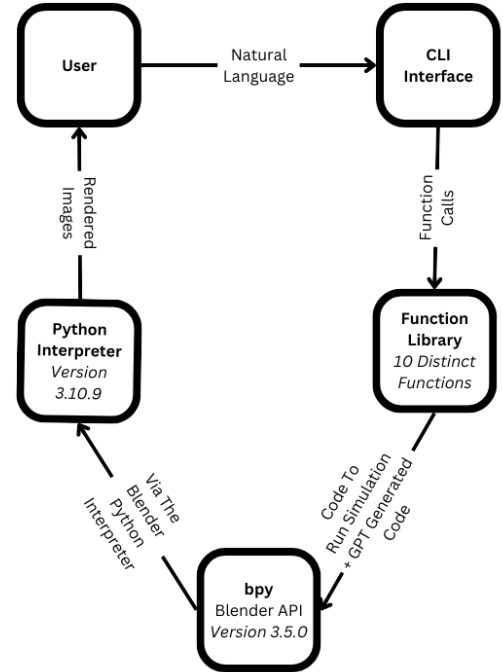 User
Natural
Language
CLI
Interface
Function
Calls
Function
Library
10 Distinct
Functions
Code To
Run Simulation
+ GPT Generated
Code
bpy
Blender API
Version 3.5.0
Via The
Blender
Python
Interpreter
Python
Interpreter
Version
3.10.9
Rendered
Images